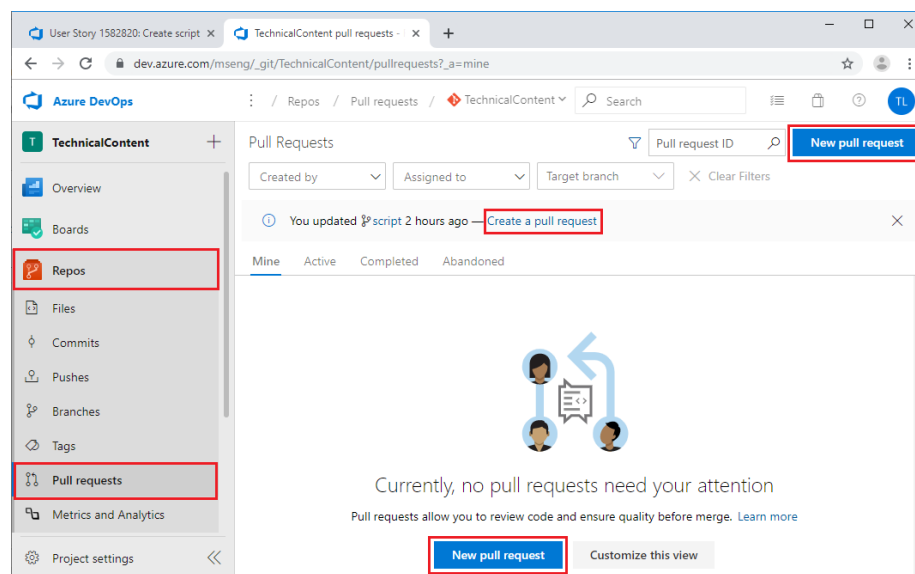 User Story 1582820: Create script
TechnicalContent pull requests -
dev.azure.com/mseng/_git/TechnicalContent/pullrequests?_a=mine
Azure DevOps
/ Repos / Pull requests / TechnicalContent
Search
TL
T TechnicalContent
Overview
Boards
Repos
Files
Commits
Pushes
Branches
Tags
Pull requests
Metrics and Analytics
Project settings
Pull Requests
Pull request ID
New pull request
Created by
Assigned to
Target branch
Clear Filters
You updated script 2 hours ago — Create a pull request
Mine Active Completed Abandoned
Currently, no pull requests need your attention
Pull requests allow you to review code and ensure quality before merge. Learn more
New pull request
Customize this view